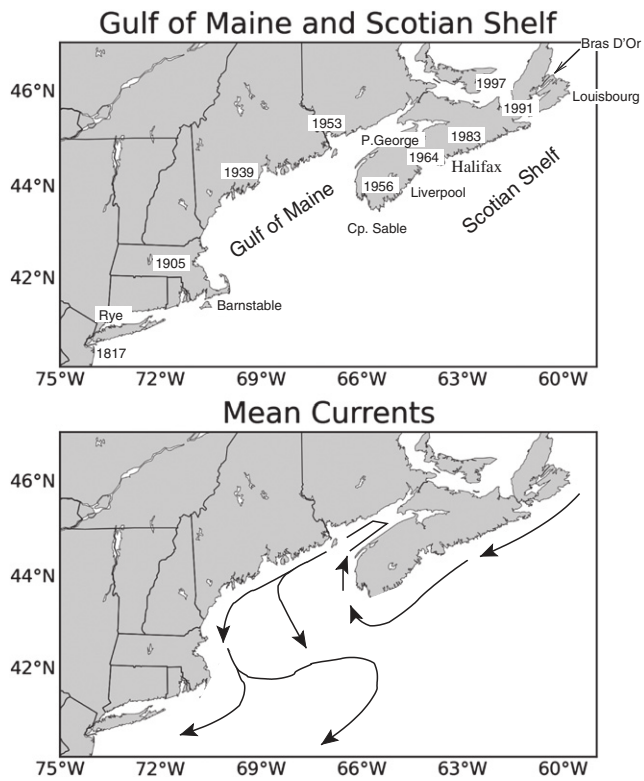 Gulf of Maine and Scotian Shelf
Bras D'Or
46°N
1997
Louisbourg
1991
1953
P.George
1983
1964
Halifax
44°N
1939
1956
Liverpool
Scotian Shelf
Gulf of Maine
Cp. Sable
42°N
1905
Barnstable
Rye
1817
75°W 72°W 69°W 66°W 63°W 60°W
Mean Currents
46°N
44°N
42°N
75°W 72°W 69°W 66°W 63°W 60°W